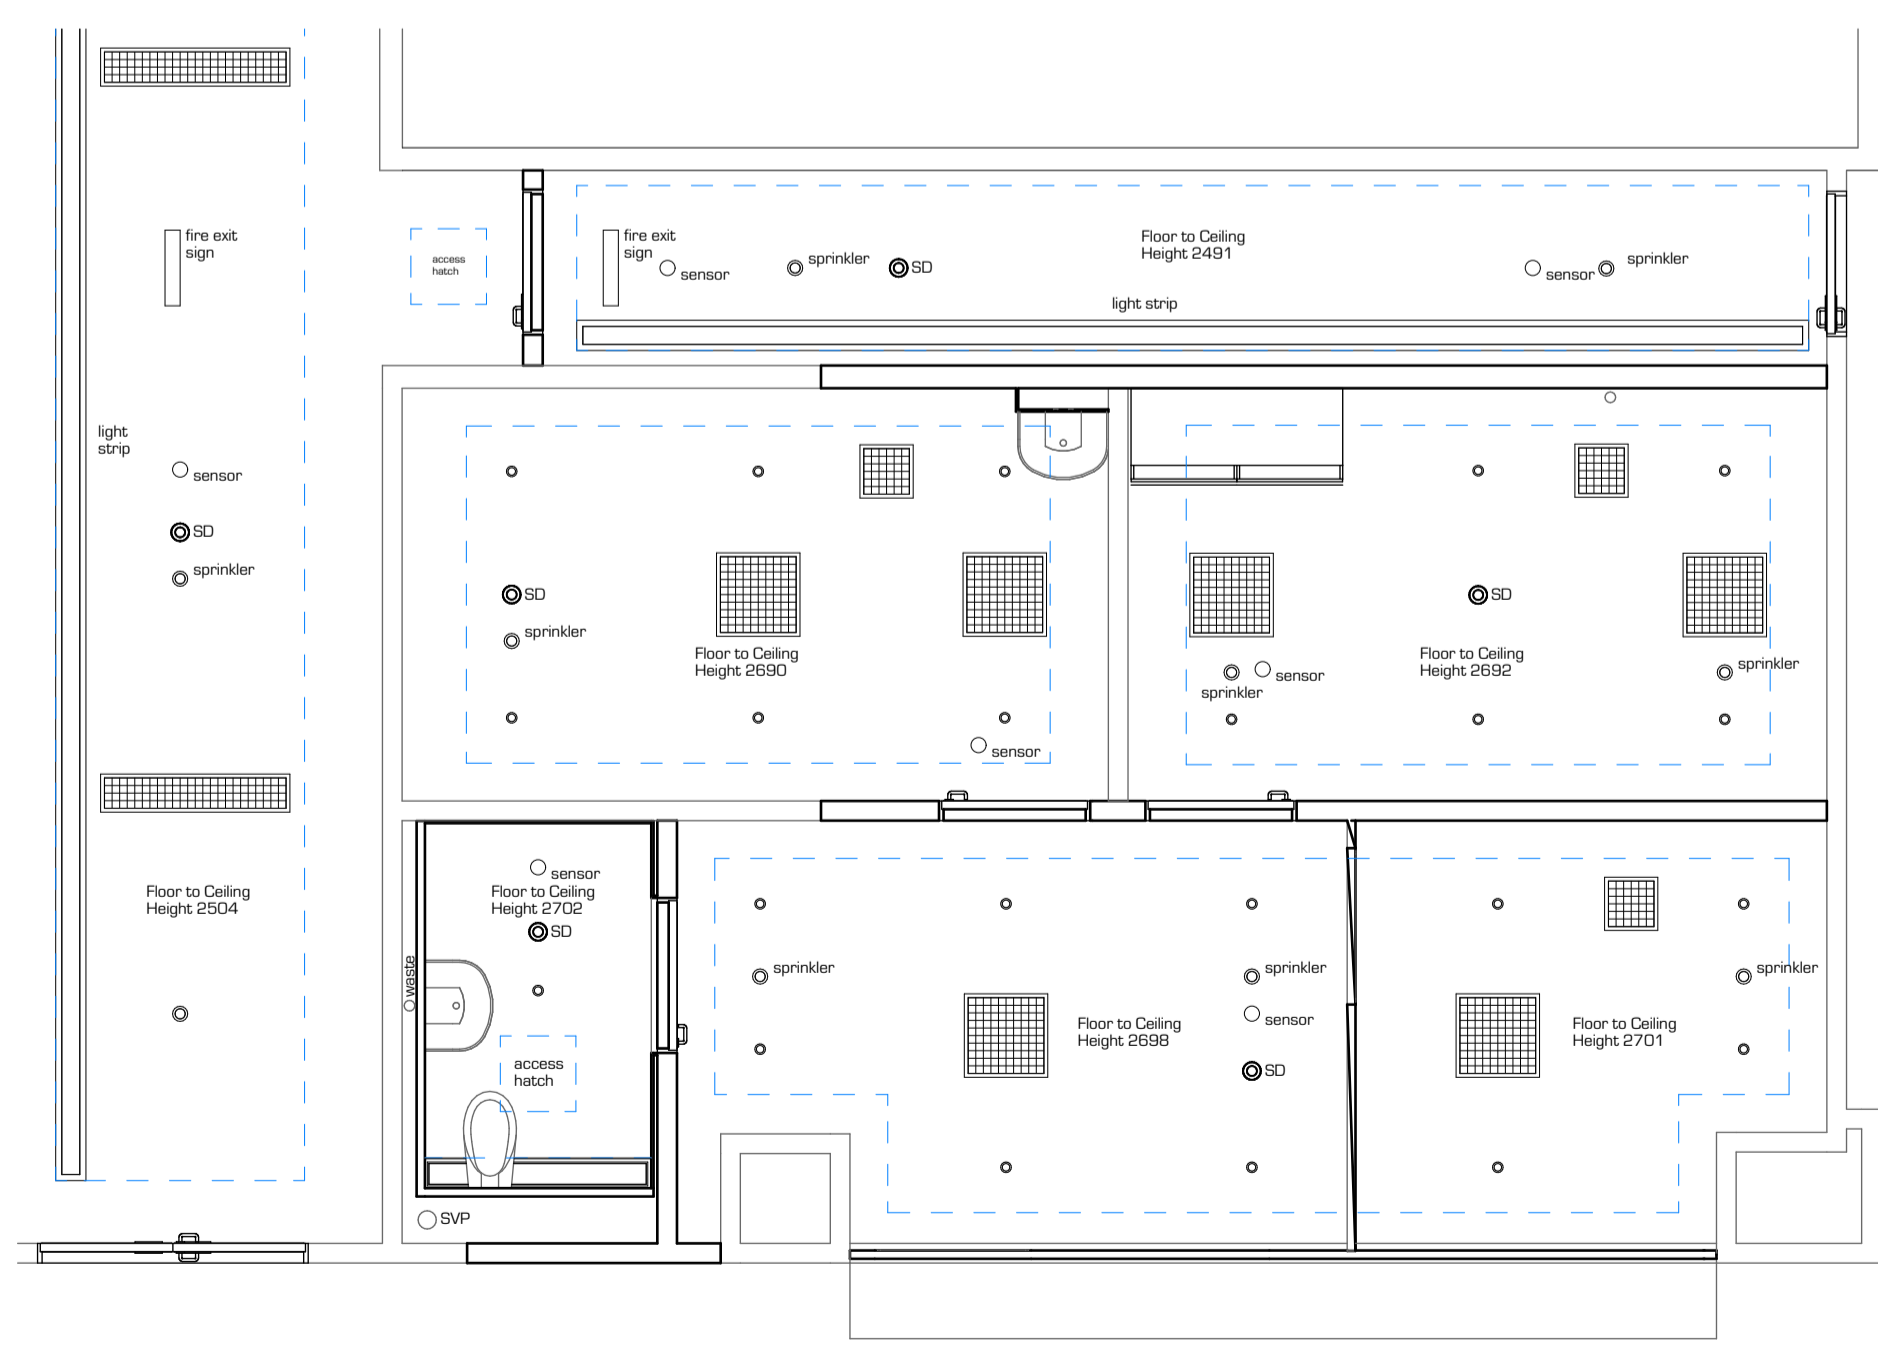 fire exit
sign
access
hatch
fire exit
sign
sensor
sprinkler
SD
Floor to Ceiling
Height 2491
light strip
sensor
sprinkler
light
strip
sensor
SD
sprinkler
SD
sprinkler
Floor to Ceiling
Height 2690
sensor
SD
Floor to Ceiling
Height 2692
sprinkler
sensor
sprinkler
Floor to Ceiling
Height 2504
sensor
Floor to Ceiling
Height 2702
SD
waste
access
hatch
SVP
sprinkler
sprinkler
sensor
Floor to Ceiling
Height 2698
SD
sprinkler
Floor to Ceiling
Height 2701